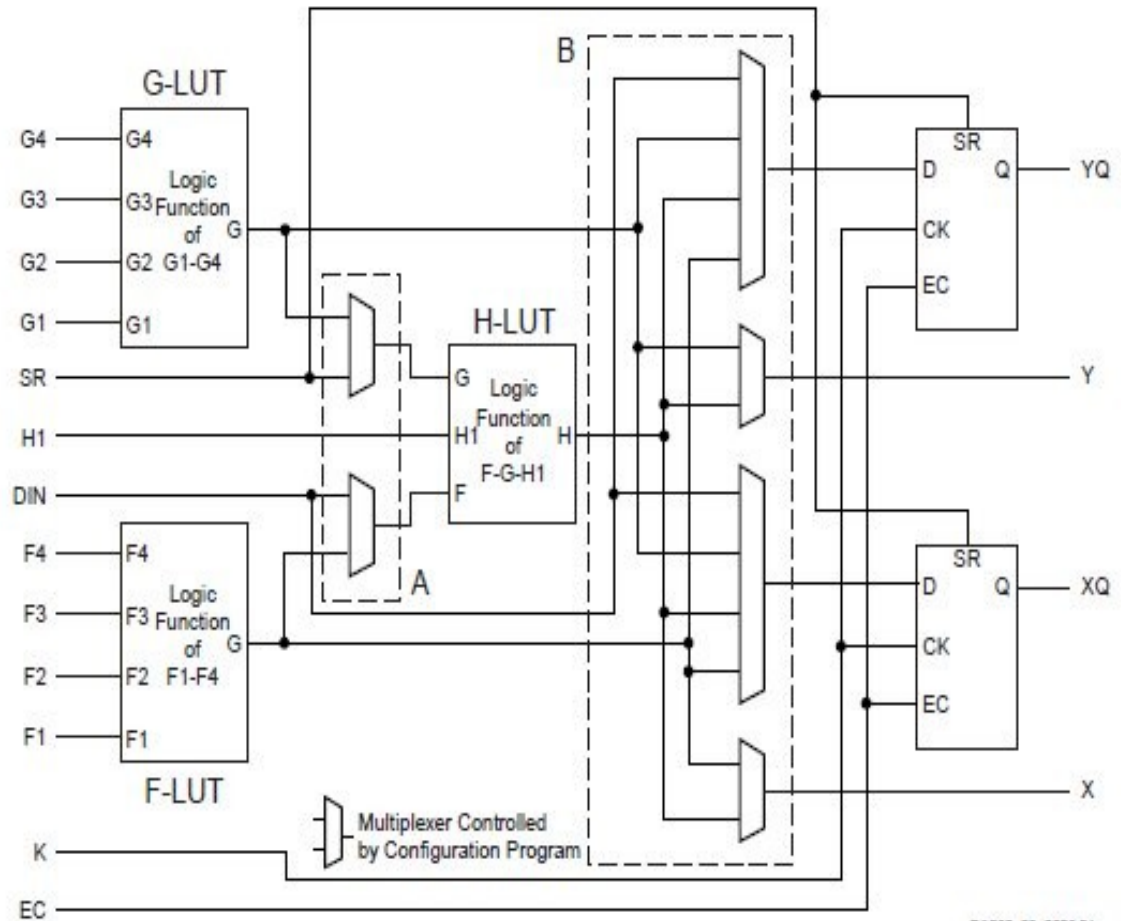 G-LUT
B
A
G4
G3
G2
G1
SR
H1
DIN
F4
F3
F2
F1
K
EC
G4
G3
G2
G1
Logic
Function
of
G1-G4
G
H-LUT
G
H1
F
Logic
Function
of
F-G-H1
H
F4
F3
F2
F1
Logic
Function
of
F1-F4
G
F-LUT
Multiplexer Controlled
by Configuration Program
SR
D
Q
CK
EC
YQ
Y
SR
D
Q
CK
EC
XQ
X